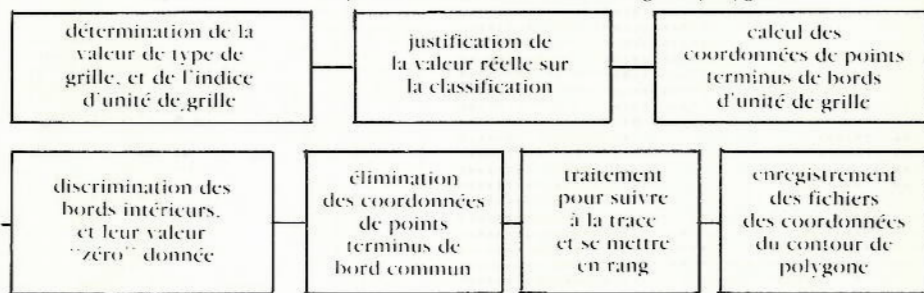 détermination de la
valeur de type de
grille, et de l'indice
d'unité de grille
justification de
la valeur réelle sur
la classification
calcul des
coordonnées de points
terminus de bords
d'unité de grille
discrimination des
bords intérieurs,
et leur valeur
"zéro" donnée
élimination
des coordonnées
de points
terminus de
bord commun
traitement
pour suivre
à la trace
et se mettre
en rang
enregistrement
des fichiers
des coordonnées
du contour de
polygone